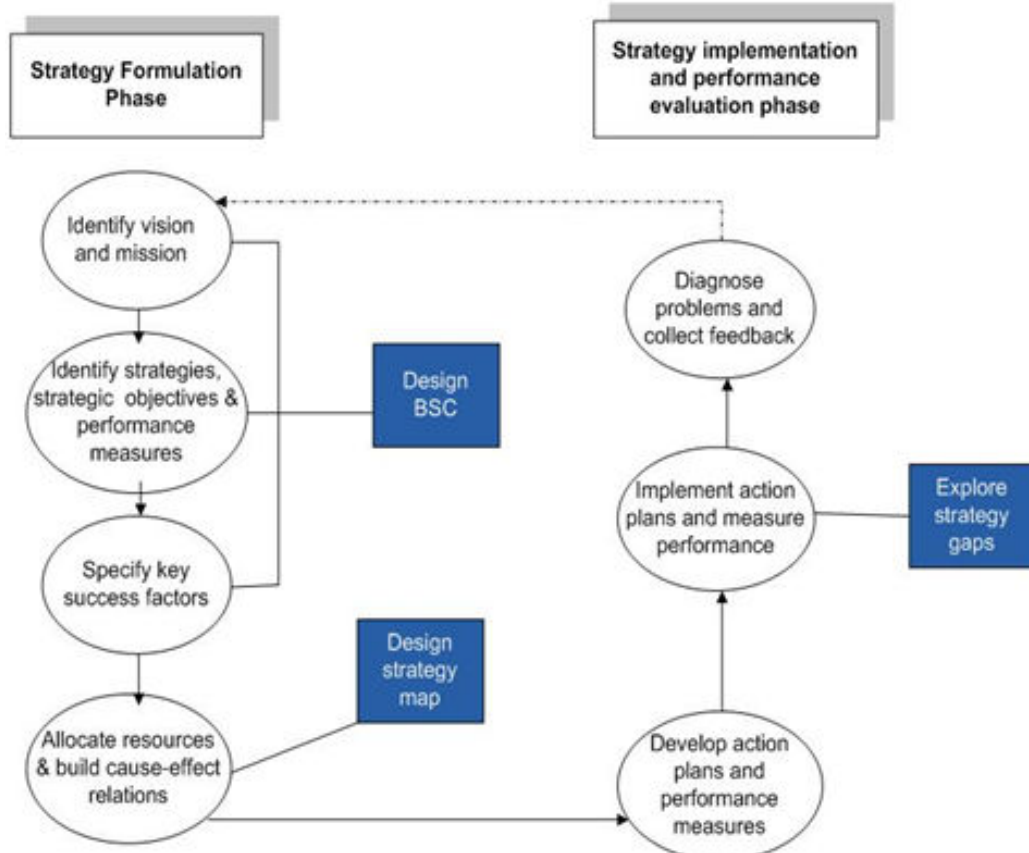 Strategy Formulation
Phase
Strategy implementation
and performance
evaluation phase
Identify vision
and mission
Identify strategies,
strategic objectives &
performance
measures
Design
BSC
Specify key
success factors
Design
strategy
map
Allocate resources
& build cause-effect
relations
Diagnose
problems and
collect feedback
Implement action
plans and measure
performance
Explore
strategy
gaps
Develop action
plans and
performance
measures